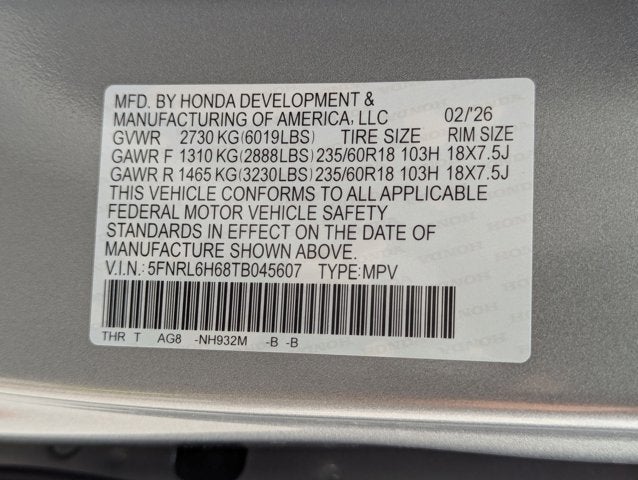 MFD. BY HONDA DEVELOPMENT &
MANUFACTURING OF AMERICA, LLC 02/'26
GVWR 2730 KG(6019LBS) TIRE SIZE RIM SIZE
GAWR F 1310 KG(2888LBS) 235/60R18 103H 18X7.5J
GAWR R 1465 KG(3230LBS) 235/60R18 103H 18X7.5J
THIS VEHICLE CONFORMS TO ALL APPLICABLE
FEDERAL MOTOR VEHICLE SAFETY
STANDARDS IN EFFECT ON THE DATE OF
MANUFACTURE SHOWN ABOVE.
V.I.N.: 5FNRL6H68TB045607 TYPE:MPV
THR T AG8 -NH932M -B -B